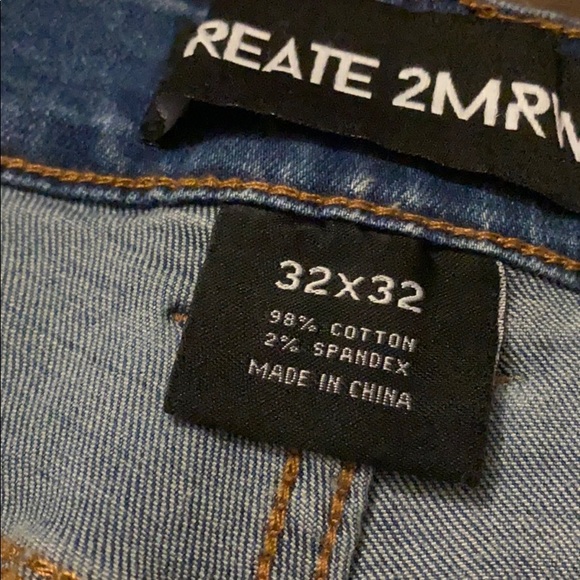 REATE 2MRW
32X32
98% COTTON
2% SPANDEX
MADE IN CHINA